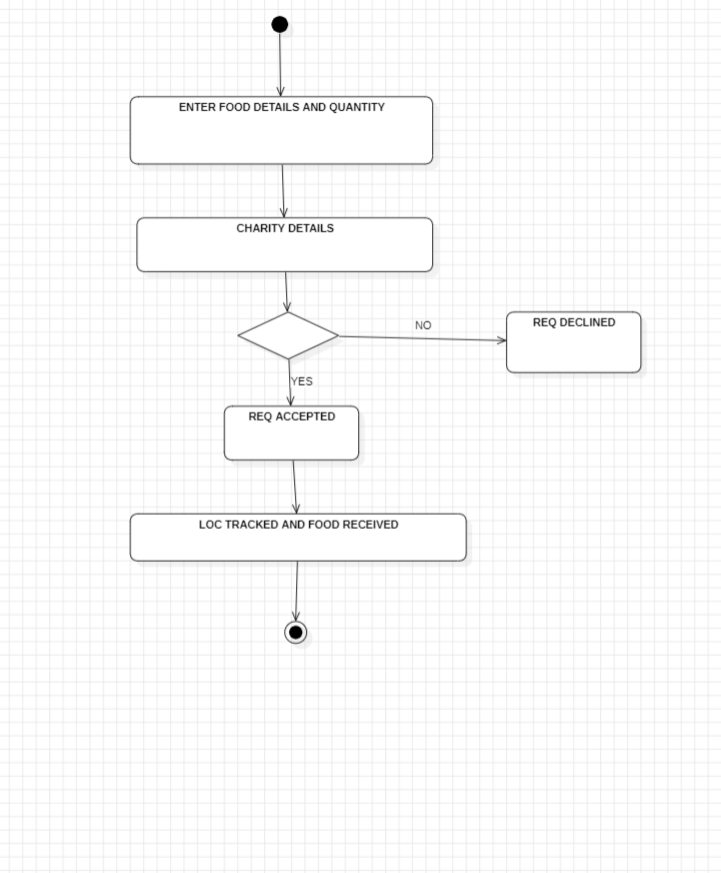 ENTER FOOD DETAILS AND QUANTITY
CHARITY DETAILS
NO
REQ DECLINED
YES
REQ ACCEPTED
LOC TRACKED AND FOOD RECEIVED